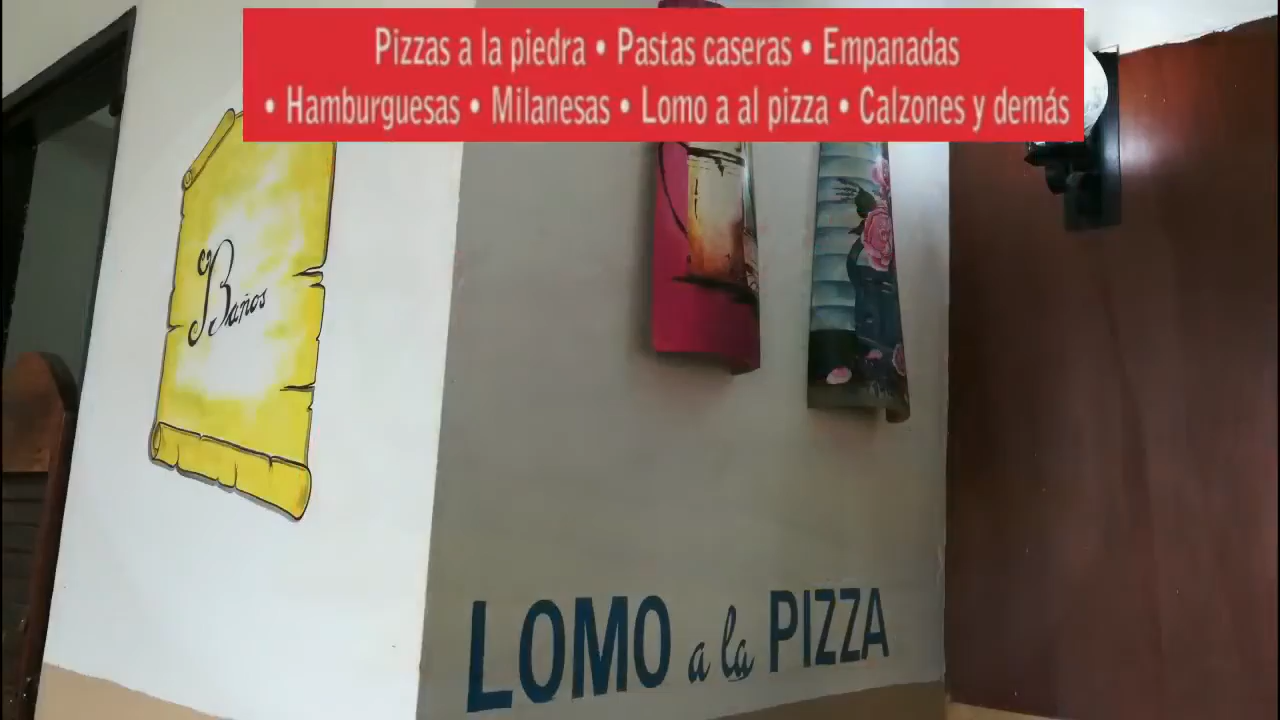 Pizzas a la piedra • Pastas caseras • Empanadas
• Hamburguesas • Milanesas • Lomo a al pizza • Calzones y demás
Baños
LOMO a la PIZZA